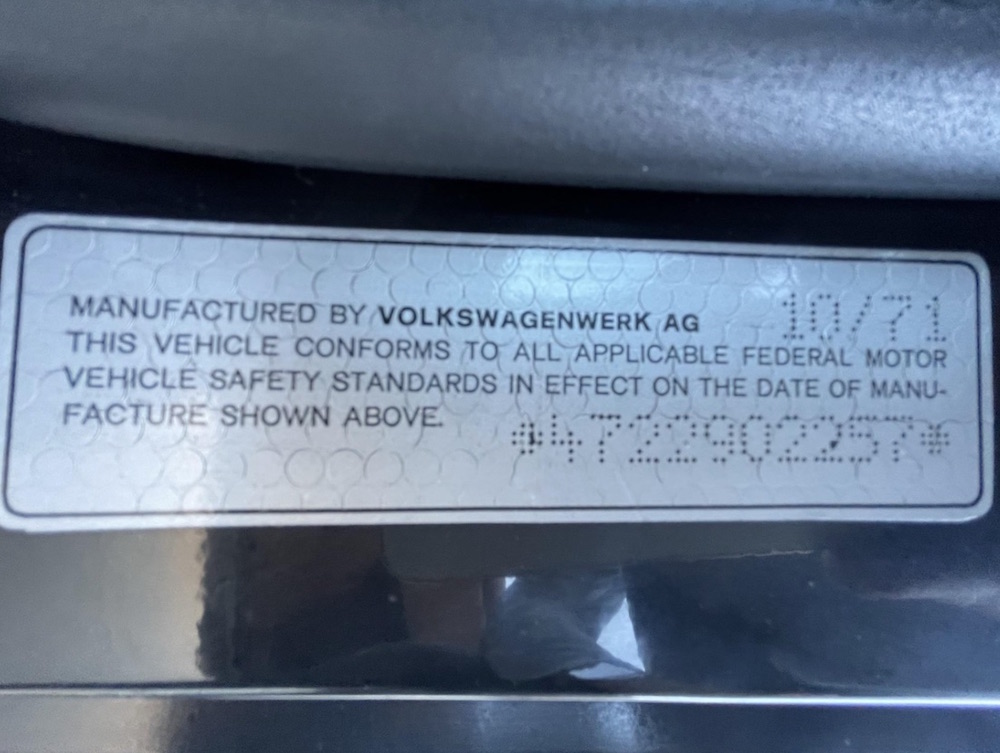 MANUFACTURED BY VOLKSWAGENWERK AG 10/71
THIS VEHICLE CONFORMS TO ALL APPLICABLE FEDERAL MOTOR
VEHICLE SAFETY STANDARDS IN EFFECT ON THE DATE OF MANU-
FACTURE SHOWN ABOVE.
*4722902257*